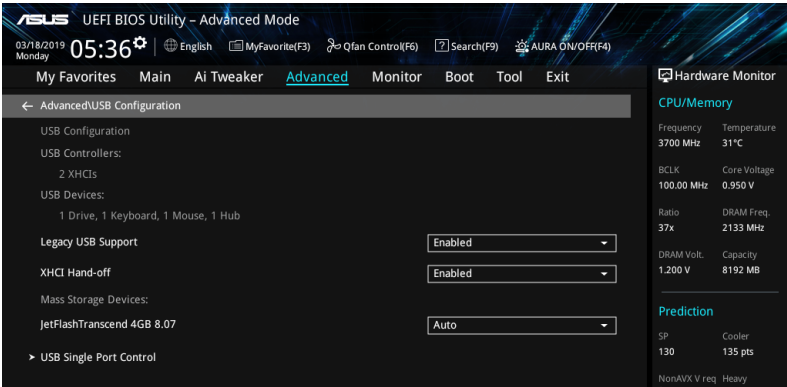 ASUS UEFI BIOS Utility – Advanced Mode
03/18/2019 Monday 05:36 English MyFavorite(F3) Qfan Control(F6) ? Search(F9) AURA ON/OFF(F4)
My Favorites Main Ai Tweaker Advanced Monitor Boot Tool Exit
← Advanced\USB Configuration
USB Configuration
USB Controllers:
2 XHCIs
USB Devices:
1 Drive, 1 Keyboard, 1 Mouse, 1 Hub
Legacy USB Support Enabled
XHCI Hand-off Enabled
Mass Storage Devices:
JetFlashTranscend 4GB 8.07 Auto
> USB Single Port Control
Hardware Monitor
CPU/Memory
Frequency Temperature
3700 MHz 31°C
BCLK Core Voltage
100.00 MHz 0.950 V
Ratio DRAM Freq.
37x 2133 MHz
DRAM Volt. Capacity
1.200 V 8192 MB
Prediction
SP Cooler
130 135 pts
NonAVX V req Heavy